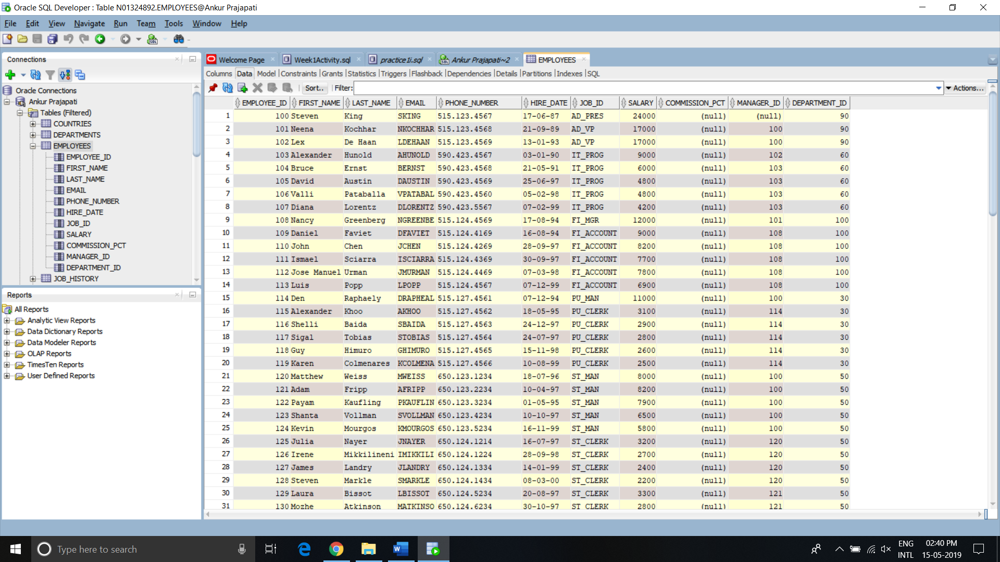 Oracle SQL Developer : Table N01324892.EMPLOYEES@Ankur Prajapati
File Edit View Navigate Run Team Tools Window Help
Connections
Oracle Connections
Ankur Prajapati
Tables (Filtered)
COUNTRIES
DEPARTMENTS
EMPLOYEES
EMPLOYEE_ID
FIRST_NAME
LAST_NAME
EMAIL
PHONE_NUMBER
HIRE_DATE
JOB_ID
SALARY
COMMISSION_PCT
MANAGER_ID
DEPARTMENT_ID
JOB_HISTORY
Reports
All Reports
Analytic View Reports
Data Dictionary Reports
Data Modeler Reports
OLAP Reports
TimesTen Reports
User Defined Reports
Welcome Page Week1Activity.sql practice1i.sql Ankur Prajapati~2 EMPLOYEES
Columns Data Model Constraints Grants Statistics Triggers Flashback Dependencies Details Partitions Indexes SQL
Sort.. Filter: Actions...
EMPLOYEE_ID FIRST_NAME LAST_NAME EMAIL PHONE_NUMBER HIRE_DATE JOB_ID SALARY COMMISSION_PCT MANAGER_ID DEPARTMENT_ID
1 100 Steven King SKING 515.123.4567 17-06-87 AD_PRES 24000 (null) (null) 90
2 101 Neena Kochhar NKOCHHAR 515.123.4568 21-09-89 AD_VP 17000 (null) 100 90
3 102 Lex De Haan LDEHAAN 515.123.4569 13-01-93 AD_VP 17000 (null) 100 90
4 103 Alexander Hunold AHUNOLD 590.423.4567 03-01-90 IT_PROG 9000 (null) 102 60
5 104 Bruce Ernst BERNST 590.423.4568 21-05-91 IT_PROG 6000 (null) 103 60
6 105 David Austin DAUSTIN 590.423.4569 25-06-97 IT_PROG 4800 (null) 103 60
7 106 Valli Pataballa VPATABAL 590.423.4560 05-02-98 IT_PROG 4800 (null) 103 60
8 107 Diana Lorentz DLORENTZ 590.423.5567 07-02-99 IT_PROG 4200 (null) 103 60
9 108 Nancy Greenberg NGREENBE 515.124.4569 17-08-94 FI_MGR 12000 (null) 101 100
10 109 Daniel Faviet DFAVIET 515.124.4169 16-08-94 FI_ACCOUNT 9000 (null) 108 100
11 110 John Chen JCHEN 515.124.4269 28-09-97 FI_ACCOUNT 8200 (null) 108 100
12 111 Ismael Sciarra ISCIARRA 515.124.4369 30-09-97 FI_ACCOUNT 7700 (null) 108 100
13 112 Jose Manuel Urman JMURMAN 515.124.4469 07-03-98 FI_ACCOUNT 7800 (null) 108 100
14 113 Luis Popp LPOPP 515.124.4567 07-12-99 FI_ACCOUNT 6900 (null) 108 100
15 114 Den Raphaely DRAPHEAL 515.127.4561 07-12-94 PU_MAN 11000 (null) 100 30
16 115 Alexander Khoo AKHOO 515.127.4562 18-05-95 PU_CLERK 3100 (null) 114 30
17 116 Shelli Baida SBAIDA 515.127.4563 24-12-97 PU_CLERK 2900 (null) 114 30
18 117 Sigal Tobias STOBIAS 515.127.4564 24-07-97 PU_CLERK 2800 (null) 114 30
19 118 Guy Himuro GHIMURO 515.127.4565 15-11-98 PU_CLERK 2600 (null) 114 30
20 119 Karen Colmenares KCOLMENA 515.127.4566 10-08-99 PU_CLERK 2500 (null) 114 30
21 120 Matthew Weiss MWEISS 650.123.1234 18-07-96 ST_MAN 8000 (null) 100 50
22 121 Adam Fripp AFRIPP 650.123.2234 10-04-97 ST_MAN 8200 (null) 100 50
23 122 Payam Kaufling PKAUFLIN 650.123.3234 01-05-95 ST_MAN 7900 (null) 100 50
24 123 Shanta Vollman SVOLLMAN 650.123.4234 10-10-97 ST_MAN 6500 (null) 100 50
25 124 Kevin Mourgos KMOURGOS 650.123.5234 16-11-99 ST_MAN 5800 (null) 100 50
26 125 Julia Nayer JNAYER 650.124.1214 16-07-97 ST_CLERK 3200 (null) 120 50
27 126 Irene Mikkilineni IMIKKILI 650.124.1224 28-09-98 ST_CLERK 2700 (null) 120 50
28 127 James Landry JLANDRY 650.124.1334 14-01-99 ST_CLERK 2400 (null) 120 50
29 128 Steven Markle SMARKLE 650.124.1434 08-03-00 ST_CLERK 2200 (null) 120 50
30 129 Laura Bissot LBISSOT 650.124.5234 20-08-97 ST_CLERK 3300 (null) 121 50
31 130 Mozhe Atkinson MATKINSO 650.124.6234 30-10-97 ST_CLERK 2800 (null) 121 50
Type here to search
ENG 02:40 PM
INTL 15-05-2019